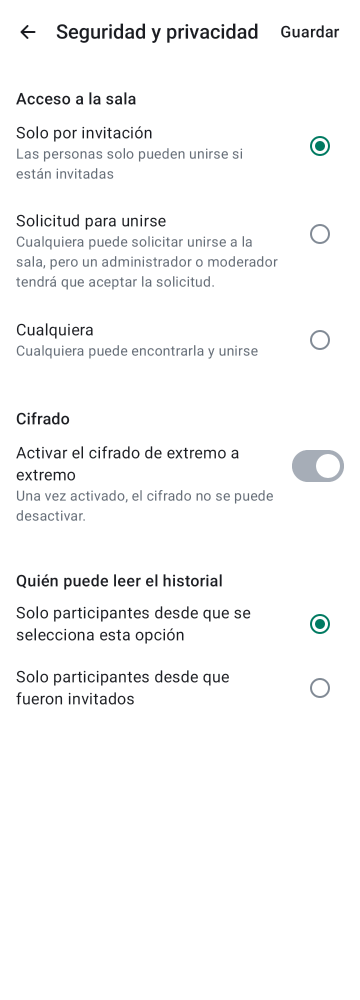 Seguridad y privacidad
Guardar
Acceso a la sala
Solo por invitación
Las personas solo pueden unirse si
están invitadas
Solicitud para unirse
Cualquiera puede solicitar unirse a la
sala, pero un administrador o moderador
tendrá que aceptar la solicitud.
Cualquiera
Cualquiera puede encontrarla y unirse
Cifrado
Activar el cifrado de extremo a
extremo
Una vez activado, el cifrado no se puede
desactivar.
Quién puede leer el historial
Solo participantes desde que se
selecciona esta opción
Solo participantes desde que
fueron invitados